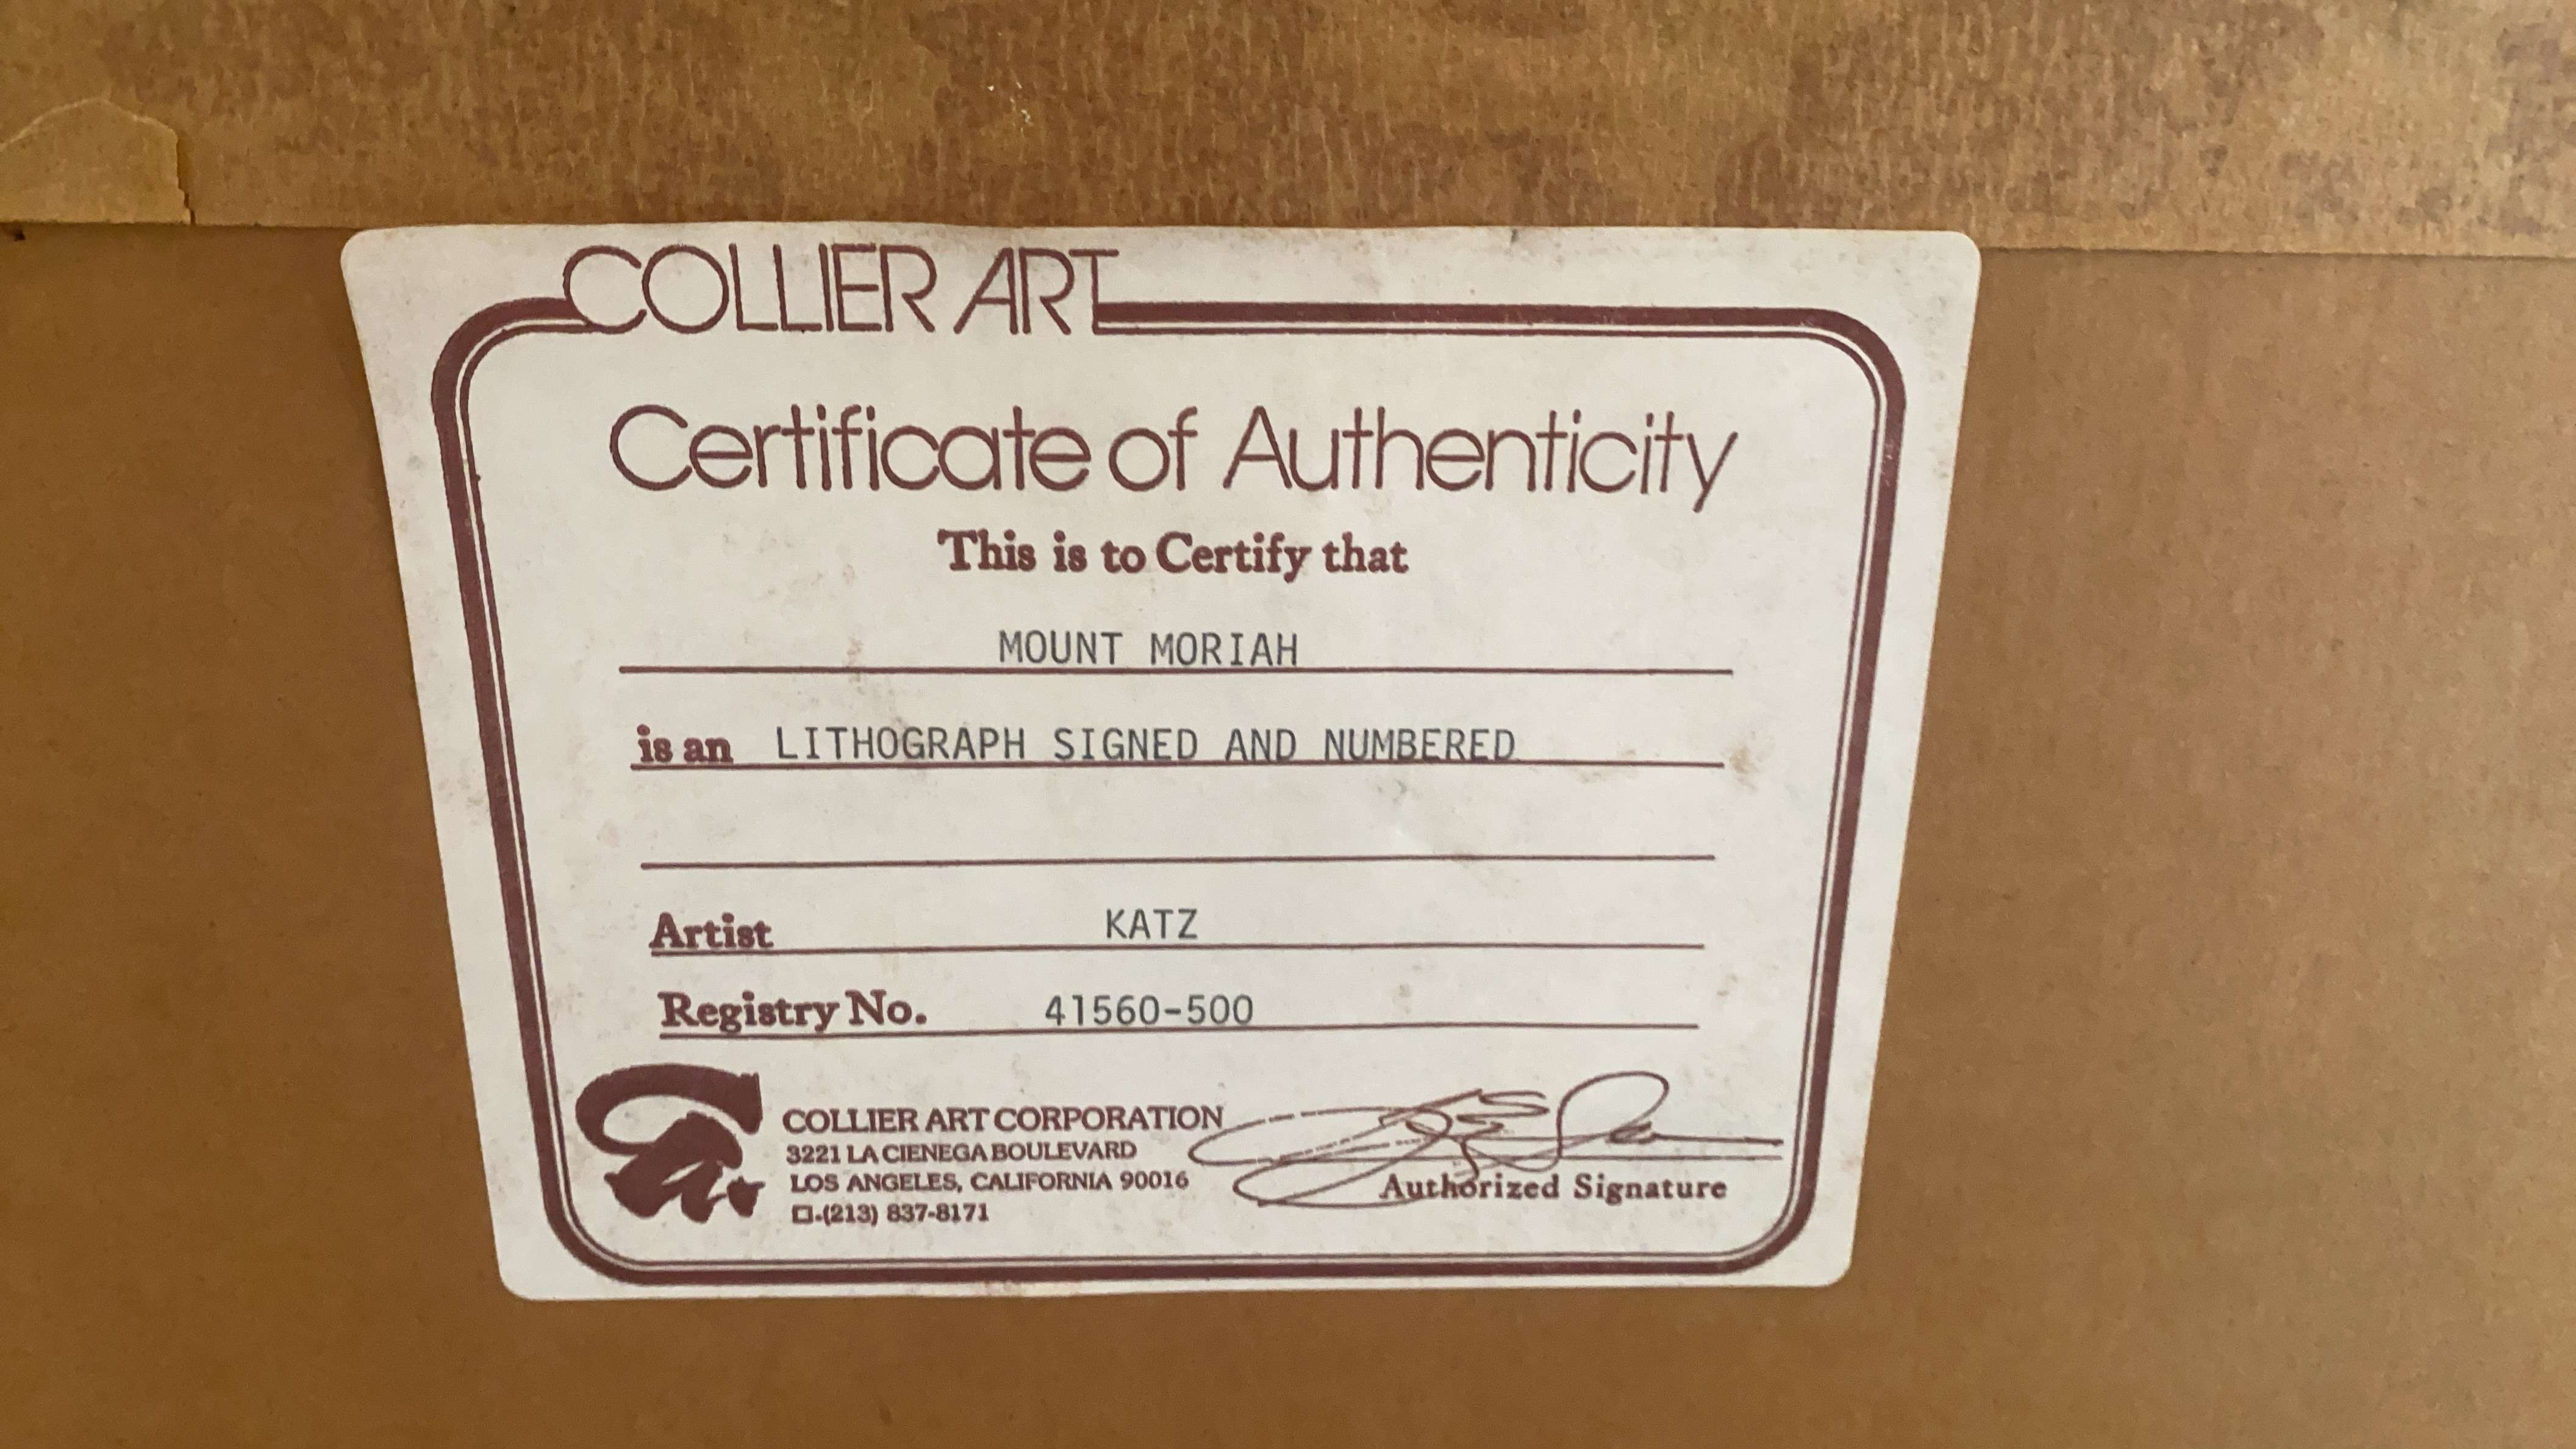 COLLIER ART
Certificate of Authenticity
This is to Certify that
MOUNT MORIAH
is an LITHOGRAPH SIGNED AND NUMBERED
Artist KATZ
Registry No. 41560-500
COLLIER ART CORPORATION
3221 LA CIENEGA BOULEVARD
LOS ANGELES, CALIFORNIA 90016
(213) 837-8171
Authorized Signature